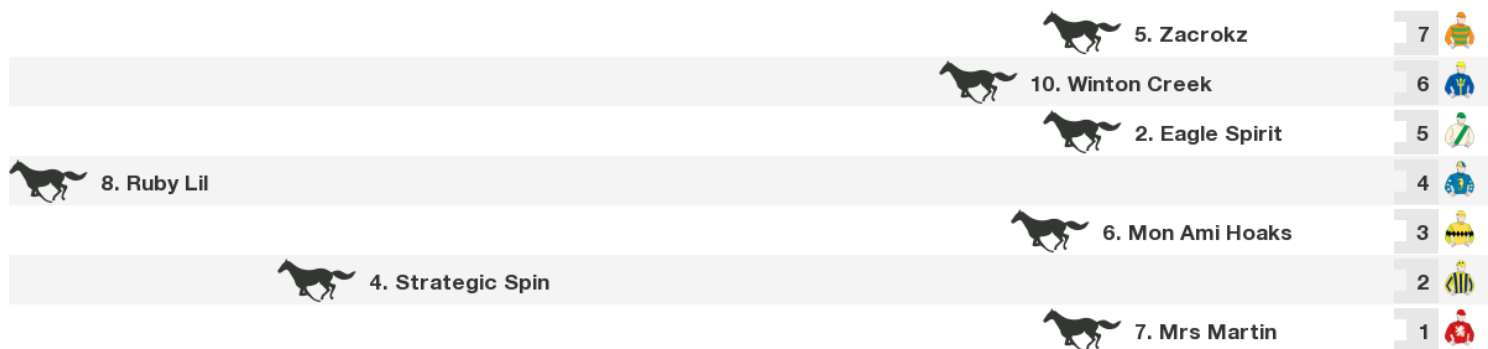 5. Zacrokz 7
10. Winton Creek 6
2. Eagle Spirit 5
8. Ruby Lil 4
6. Mon Ami Hoaks 3
4. Strategic Spin 2
7. Mrs Martin 1